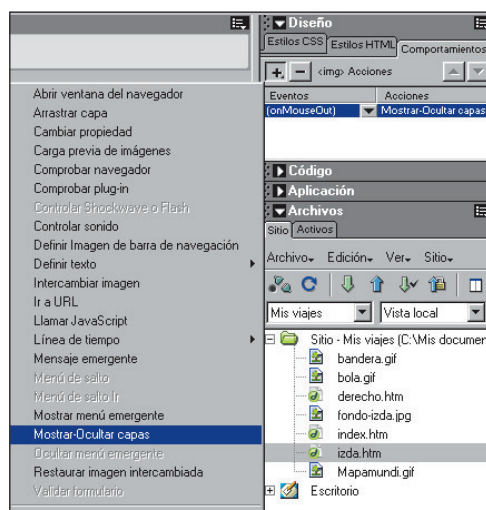 Abrir ventana del navegador
Arrastrar capa
Cambiar propiedad
Carga previa de imágenes
Comprobar navegador
Comprobar plug-in
Controlar Shockwave o Flash
Controlar sonido
Definir Imagen de barra de navegación
Definir texto
Intercambiar imagen
Ir a URL
Llamar JavaScript
Línea de tiempo
Mensaje emergente
Menú de salto
Menú de salto Ir
Mostrar menú emergente
Mostrar-Ocultar capas
Ocultar menú emergente
Restaurar imagen intercambiada
Validar formulario
Diseño
Estilos CSS Estilos HTML Comportamientos
<img> Acciones
Eventos Acciones
(onMouseOut) Mostrar-Ocultar capas
Código
Aplicación
Archivos
Sitio Activos
Archivo Edición Ver Sitio
Mis viajes Vista local
Sitio - Mis viajes (C:\Mis documen
bandera.gif
bola.gif
derecho.htm
fondo-izda.jpg
index.htm
izda.htm
Mapamundi.gif
Escritorio